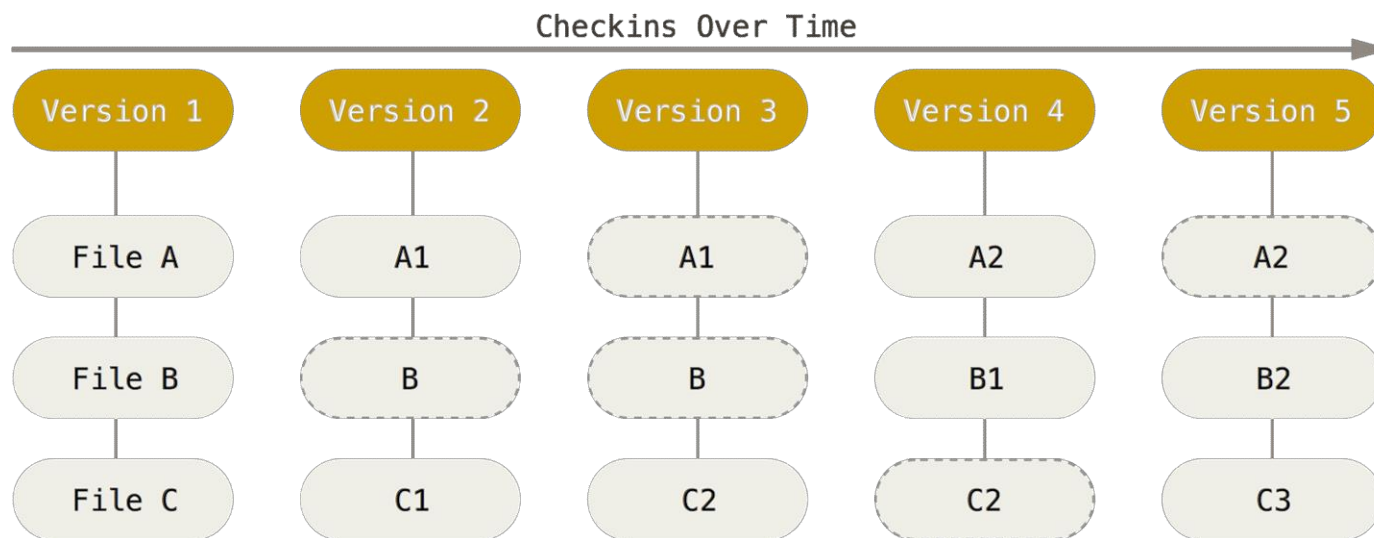 Checkins Over Time
Version 1 Version 2 Version 3 Version 4 Version 5
File A A1 A1 A2 A2
File B B B B1 B2
File C C1 C2 C2 C3